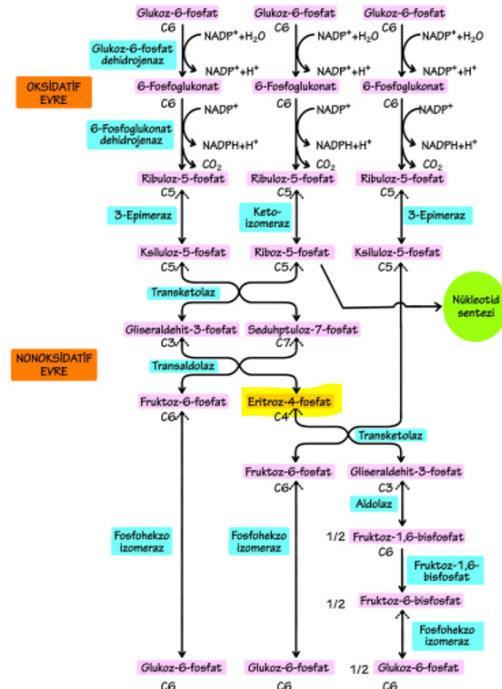 Glukoz-6-fosfat Glukoz-6-fosfat Glukoz-6-fosfat
C6 C6 C6
NADP⁺+H₂O NADP⁺+H₂O NADP⁺+H₂O
Glukoz-6-fosfat
dehidrojenaz
NADP⁺+H⁺ NADP⁺+H⁺ NADP⁺+H⁺
OKSİDATİF
EVRE
6-Fosfoglukonat 6-Fosfoglukonat 6-Fosfoglukonat
C6 C6 C6
NADP⁺ NADP⁺ NADP⁺
6-Fosfoglukonat
dehidrojenaz
NADPH+H⁺ NADPH+H⁺ NADPH+H⁺
CO₂ CO₂ CO₂
Ribuloz-5-fosfat Ribuloz-5-fosfat Ribuloz-5-fosfat
C5 C5 C5
3-Epimeraz
Keto-
izomeraz
3-Epimeraz
Ksiluloz-5-fosfat Riboz-5-fosfat Ksiluloz-5-fosfat
C5 C5 C5
Transketolaz
Nükleotid
sentezi
Gliseraldehit-3-fosfat Seduhptuloz-7-fosfat
C3 C7
NONOKSİDATİF
EVRE
Transaldolaz
Fruktoz-6-fosfat Eritroz-4-fosfat
C6 C4
Transketolaz
Fruktoz-6-fosfat Gliseraldehit-3-fosfat
C6 C3
Aldolaz
Fosfohekzo
izomeraz
Fosfohekzo
izomeraz
1/2 Fruktoz-1,6-bisfosfat
C6
Fruktoz-1,6-
bisfosfat
1/2 Fruktoz-6-bisfosfat
Fosfohekzo
izomeraz
Glukoz-6-fosfat Glukoz-6-fosfat 1/2 Glukoz-6-fosfat
C6 C6 C6